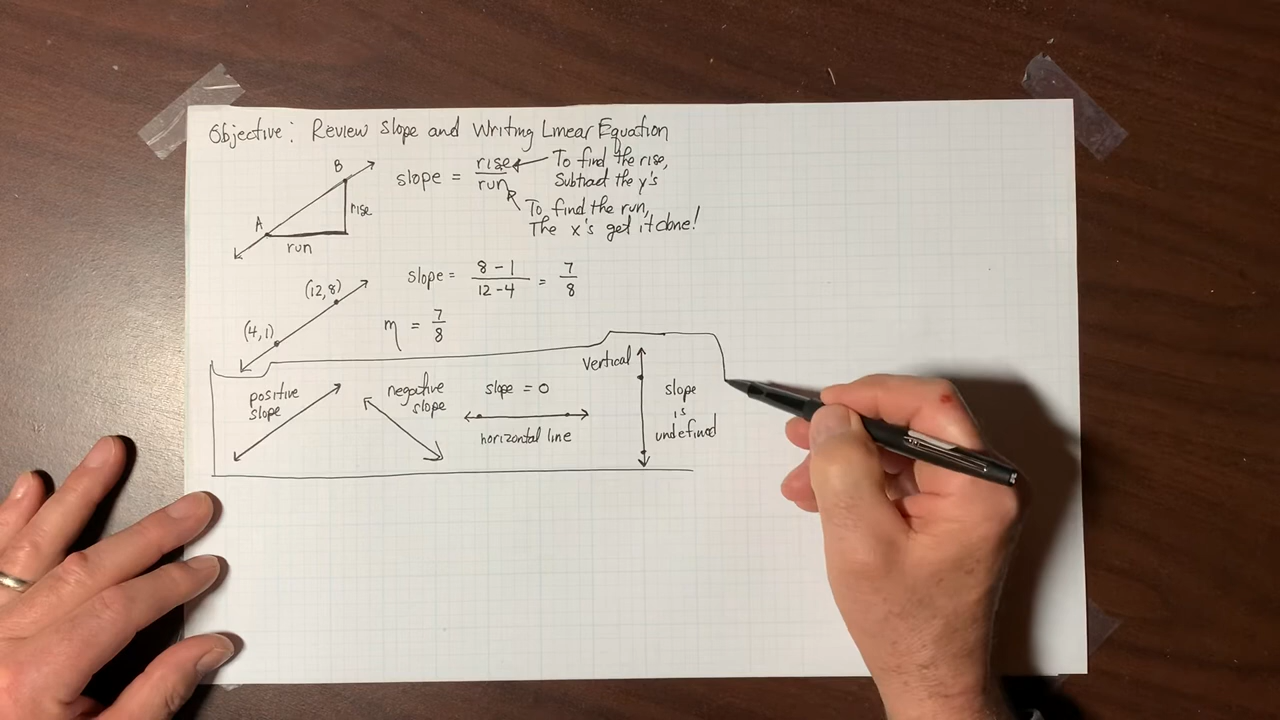 Objective: Review Slope and Writing Linear Equation
B
A
rise
run
slope = rise/run
To find the rise,
Subtract the y's
To find the run,
The x's get it done!
(12,8)
(4,1)
slope = 8-1/12-4 = 7/8
m = 7/8
positive
slope
negative
slope
slope = 0
horizontal line
vertical
slope
is
undefined